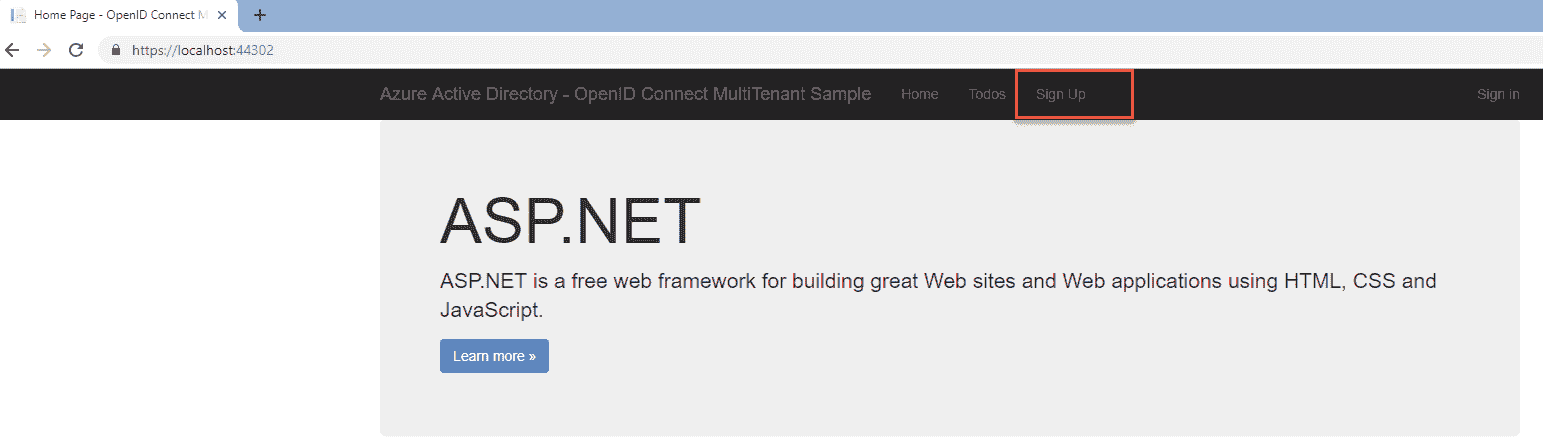 Home Page - OpenID Connect M
https://localhost:44302
Azure Active Directory - OpenID Connect MultiTenant Sample Home Todos Sign Up Sign in
ASP.NET
ASP.NET is a free web framework for building great Web sites and Web applications using HTML, CSS and
JavaScript.
Learn more »